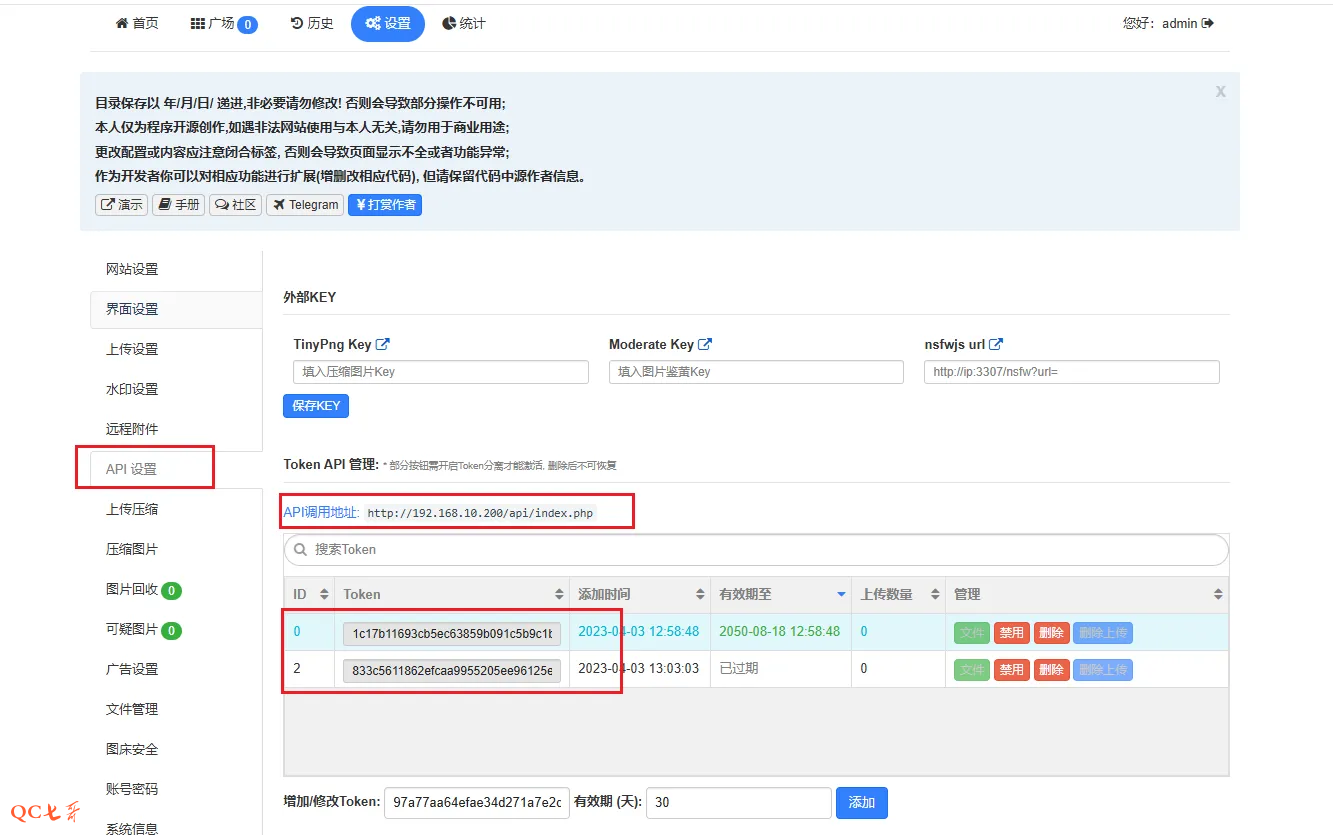 首页 广场 0 历史 设置 统计 您好：admin
X
目录保存以 年/月/日/ 递进,非必要请勿修改! 否则会导致部分操作不可用;
本人仅为程序开源创作,如遇非法网站使用与本人无关,请勿用于商业用途;
更改配置或内容应注意闭合标签, 否则会导致页面显示不全或者功能异常;
作为开发者你可以对相应功能进行扩展(增删改相应代码), 但请保留代码中源作者信息。
演示 手册 社区 Telegram ¥打赏作者
网站设置
界面设置
上传设置
水印设置
远程附件
API 设置
上传压缩
压缩图片
图片回收 0
可疑图片 0
广告设置
文件管理
图床安全
账号密码
系统信息
外部KEY
TinyPng Key Moderate Key nsfwjs url
填入压缩图片Key 填入图片鉴黄Key http://ip:3307/nsfw?url=
保存KEY
Token API 管理: * 部分按钮需开启Token分离才能激活, 删除后不可恢复
API调用地址: http://192.168.10.200/api/index.php
搜索Token
ID Token 添加时间 有效期至 上传数量 管理
0 1c17b11693cb5ec63859b091c5b9c1b 2023-04-03 12:58:48 2050-08-18 12:58:48 0 文件 禁用 删除 删除上传
2 833c5611862efcaa9955205ee96125e 2023-04-03 13:03:03 已过期 0 文件 禁用 删除 删除上传
增加/修改Token: 97a77aa64efae34d271a7e2c 有效期 (天): 30 添加
QC七哥